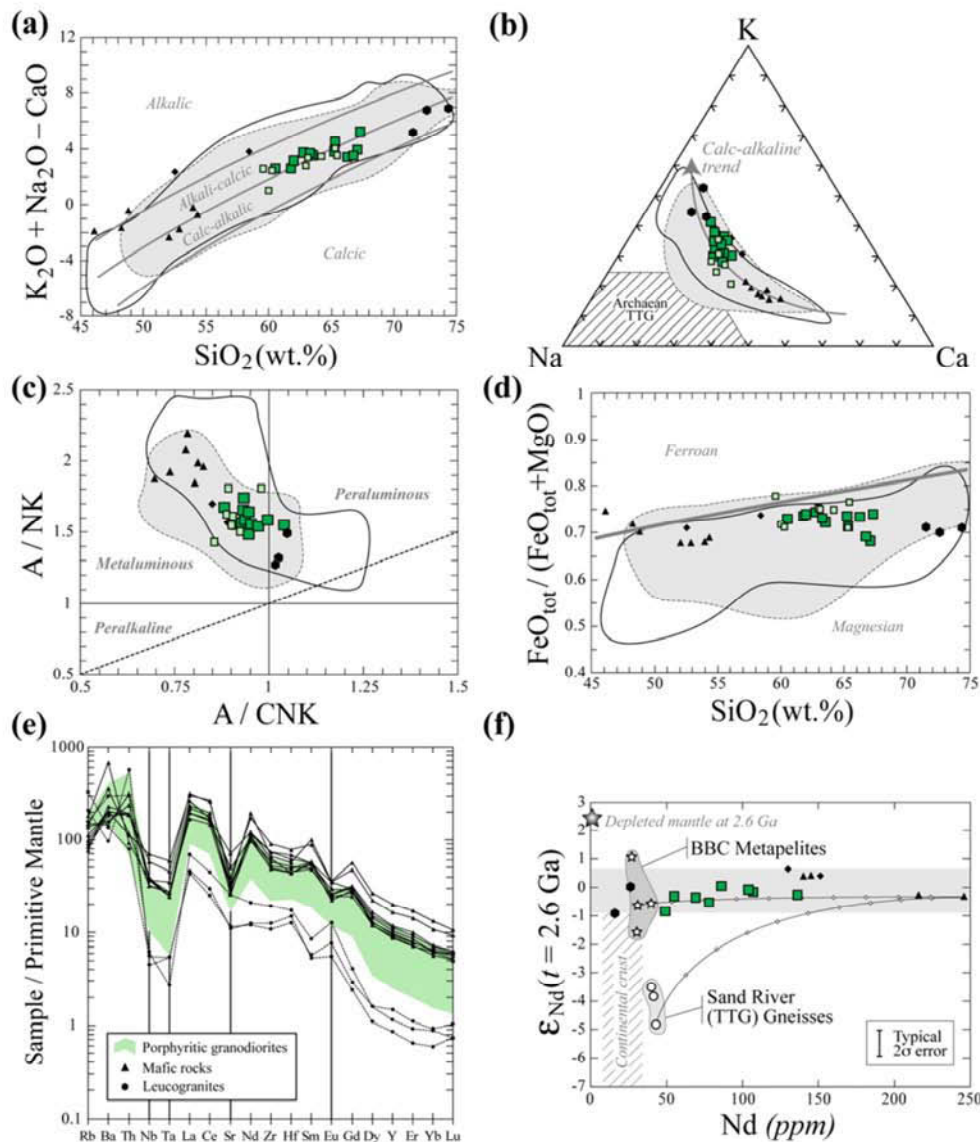 (a)
12
8
4
0
-4
-8
K2O + Na2O – CaO
Alkalic
Alkali-calcic
Calc-alkalic
Calcic
45 50 55 60 65 70 75
SiO2 (wt.%)
(b)
K
Calc-alkaline
trend
Archaean
TTG
Na
Ca
(c)
2.5
2
1.5
1
0.5
A / NK
Peraluminous
Metaluminous
Peralkaline
0.5 0.75 1 1.25 1.5
A / CNK
(d)
1
0.9
0.8
0.7
0.6
0.5
0.4
FeOtot / (FeOtot+MgO)
Ferroan
Magnesian
45 50 55 60 65 70 75
SiO2 (wt.%)
(e)
1000
100
10
1
0.1
Sample / Primitive Mantle
Porphyritic granodiorites
Mafic rocks
Leucogranites
Rb Ba Th Nb Ta La Ce Sr Nd Zr Hf Sm Eu Gd Dy Y Er Yb Lu
(f)
3
2
1
0
-1
-2
-3
-4
-5
-6
-7
εNd (t = 2.6 Ga)
Depleted mantle at 2.6 Ga
BBC Metapelites
Continental crust
Sand River
(TTG) Gneisses
Typical
2σ error
0 50 100 150 200 250
Nd (ppm)